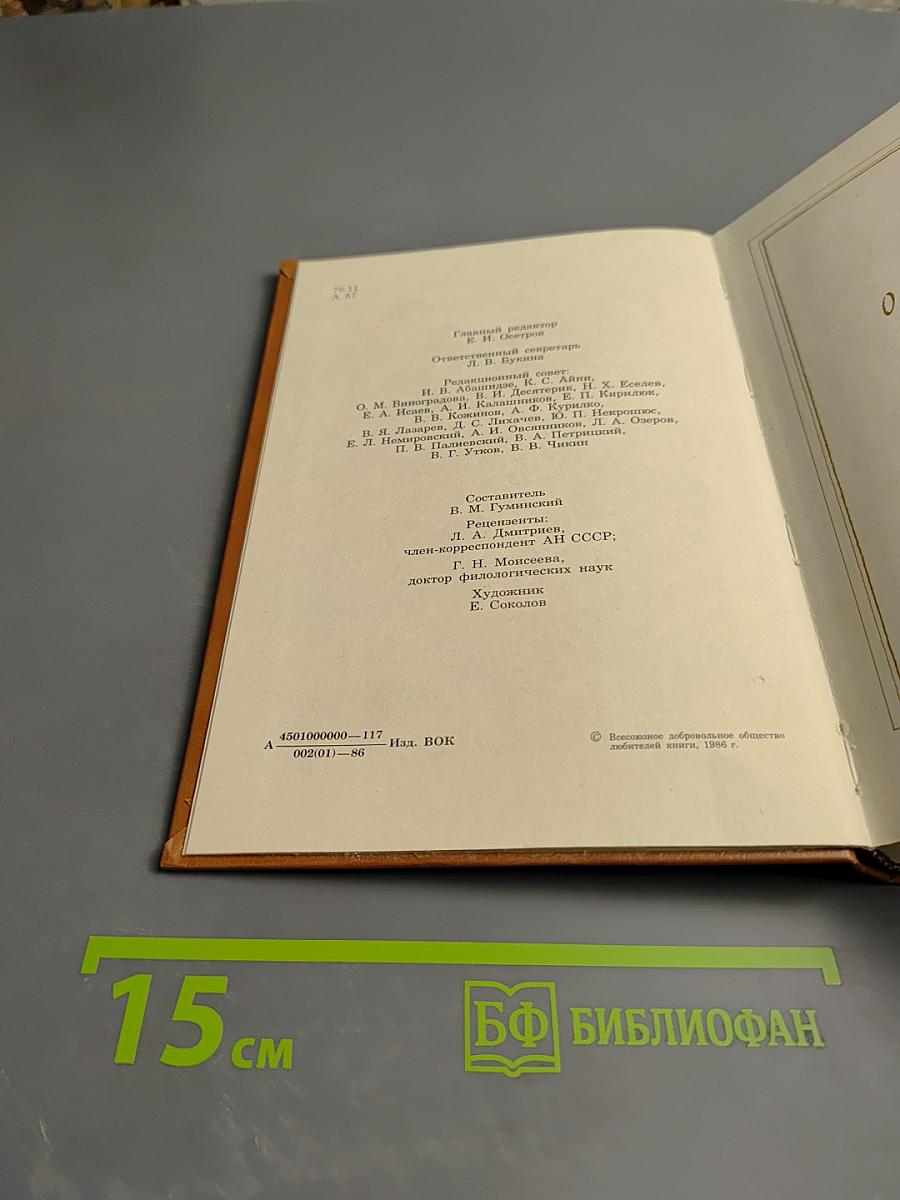 76.11
А 57
Главный редактор
Е. И. Осетров
Ответственный секретарь
Л. В. Букина
Редакционный совет:
И. В. Абашидзе, К. С. Айни,
О. М. Виноградова, В. И. Десятерик, Н. Х. Еселев,
Е. А. Исаев, А. И. Калашников, Е. П. Кирилюк,
В. В. Кожинов, А. Ф. Курилко,
В. Я. Лазарев, Д. С. Лихачев, Ю. П. Некрошюс,
Е. Л. Немировский, А. И. Овсянников, Л. А. Озеров,
П. В. Палиевский, В. А. Петрицкий,
В. Г. Утков, В. В. Чикин
Составитель
В. М. Гуминский
Рецензенты:
Л. А. Дмитриев,
член-корреспондент АН СССР;
Г. Н. Моисеева,
доктор филологических наук
Художник
Е. Соколов
А 4501000000—117 Изд. ВОК
002(01)—86
© Всесоюзное добровольное общество
любителей книги, 1986 г.
О
15 см
БФ БИБЛИОФАН